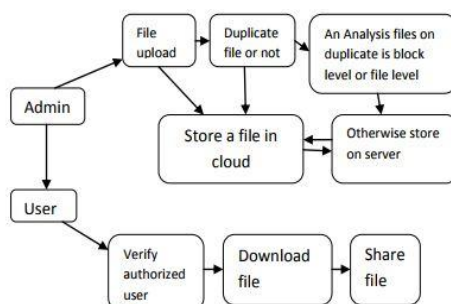 File
upload
Duplicate
file or not
An Analysis files on
duplicate is block
level or file level
Admin
Store a file in
cloud
Otherwise store
on server
User
Verify
authorized
user
Download
file
Share
file